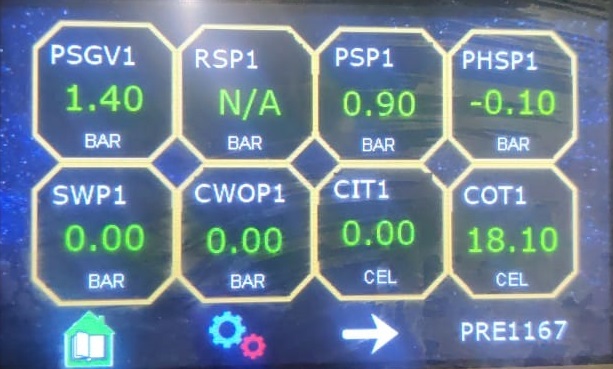 PSGV1 RSP1 PSP1 PHSP1
1.40 N/A 0.90 -0.10
BAR BAR BAR BAR
SWP1 CWOP1 CIT1 COT1
0.00 0.00 0.00 18.10
BAR BAR CEL CEL
PRE1167